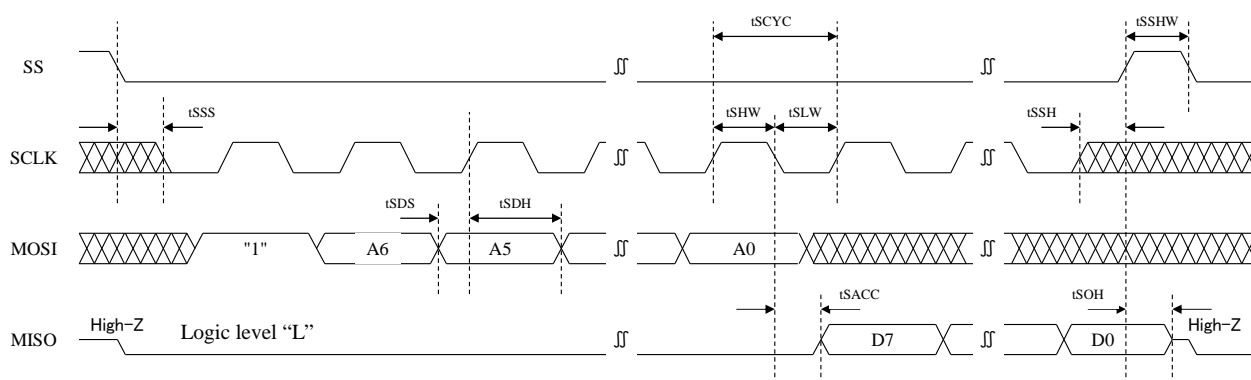 tSCYC tSSHW
SS
tSSS tSHW tSLW tSSH
SCLK
tSDS tSDH
MOSI "1" A6 A5 A0
tSACC tSOH
High-Z Logic level “L” High-Z
MISO D7 D0